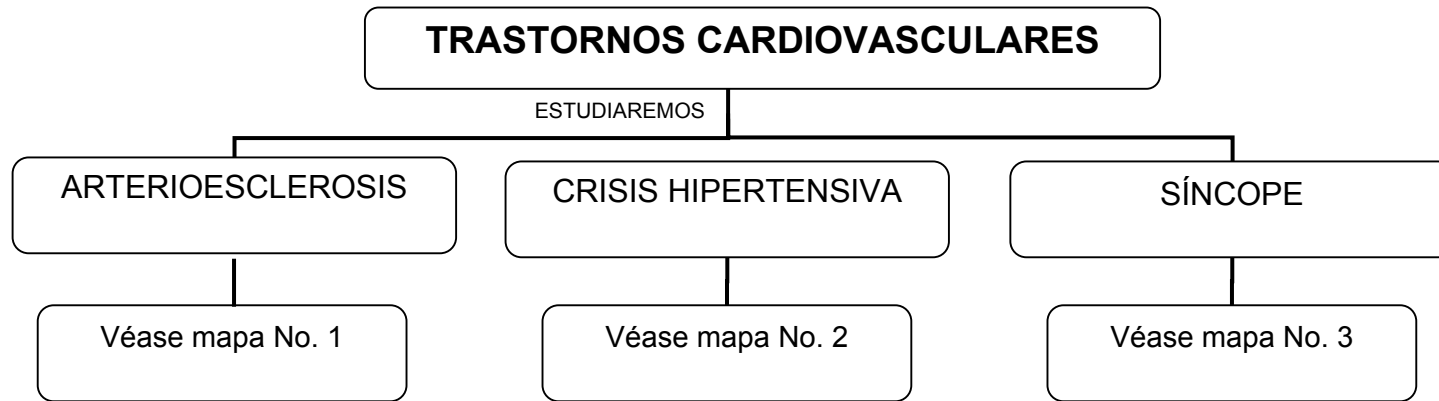 TRASTORNOS CARDIOVASCULARES
ESTUDIAREMOS
ARTERIOESCLEROSIS
CRISIS HIPERTENSIVA
SÍNCOPE
Véase mapa No. 1
Véase mapa No. 2
Véase mapa No. 3